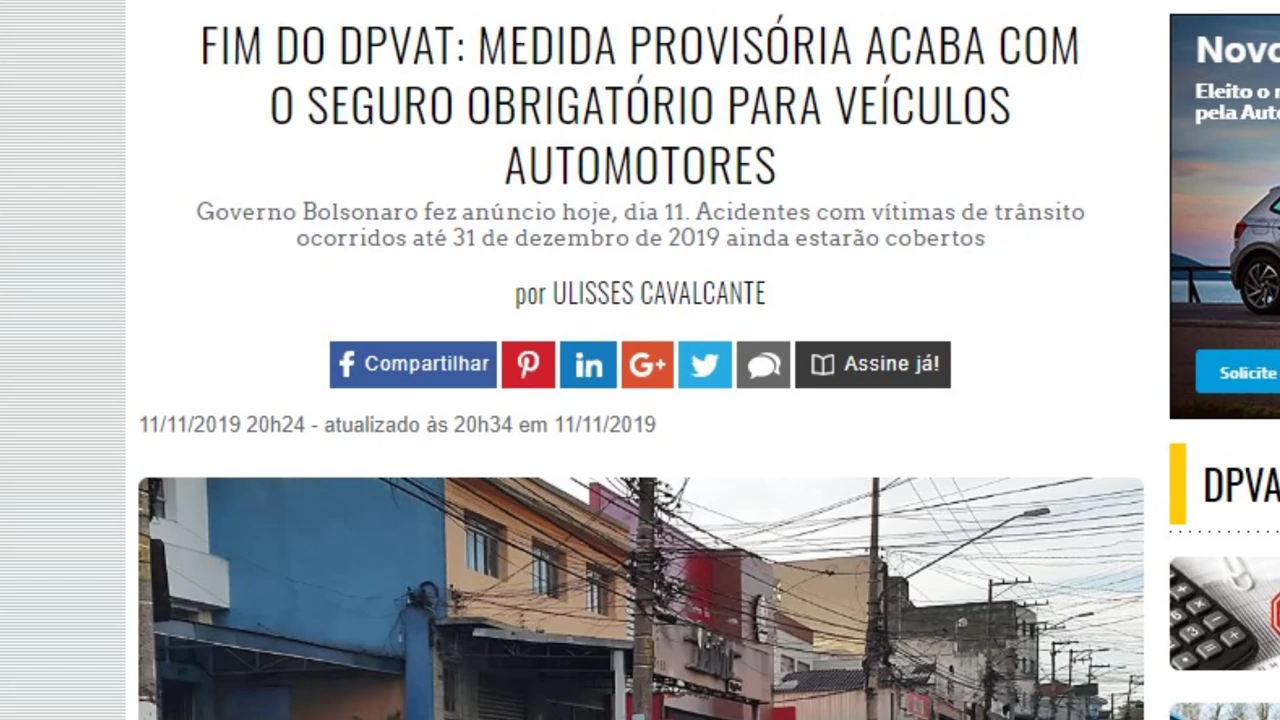 FIM DO DPVAT: MEDIDA PROVISÓRIA ACABA COM
O SEGURO OBRIGATÓRIO PARA VEÍCULOS
AUTOMOTORES
Governo Bolsonaro fez anúncio hoje, dia 11. Acidentes com vítimas de trânsito
ocorridos até 31 de dezembro de 2019 ainda estarão cobertos
por ULISSES CAVALCANTE
Compartilhar
G+
Assine já!
11/11/2019 20h24 - atualizado às 20h34 em 11/11/2019
Novo
Eleito o
pela Auto
Solicite
DPVA